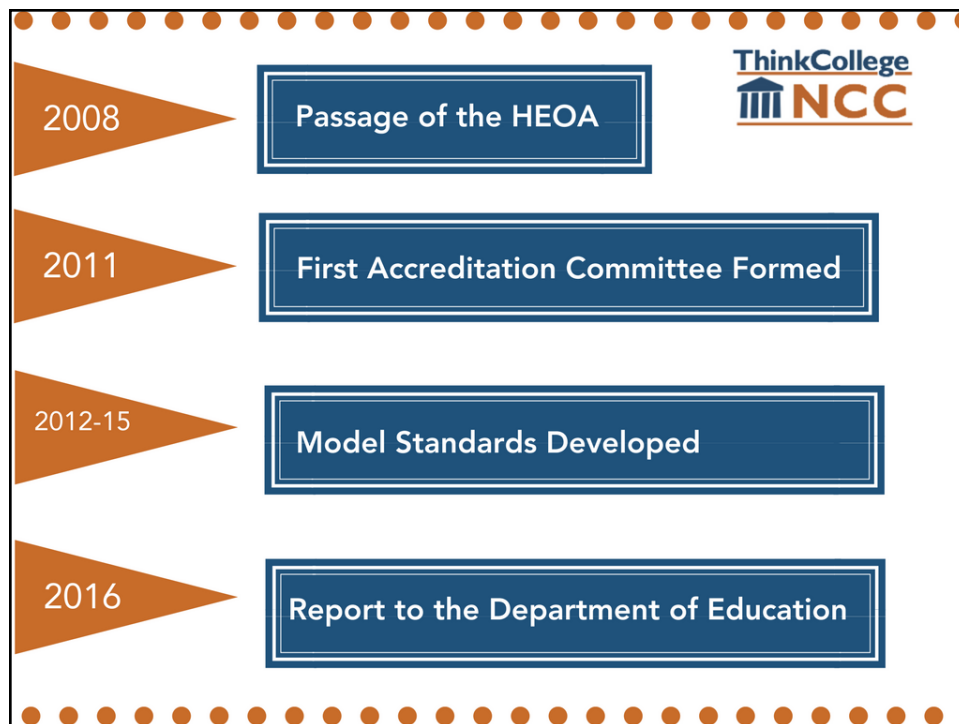 ThinkCollege
NCC
2008
Passage of the HEOA
2011
First Accreditation Committee Formed
2012-15
Model Standards Developed
2016
Report to the Department of Education